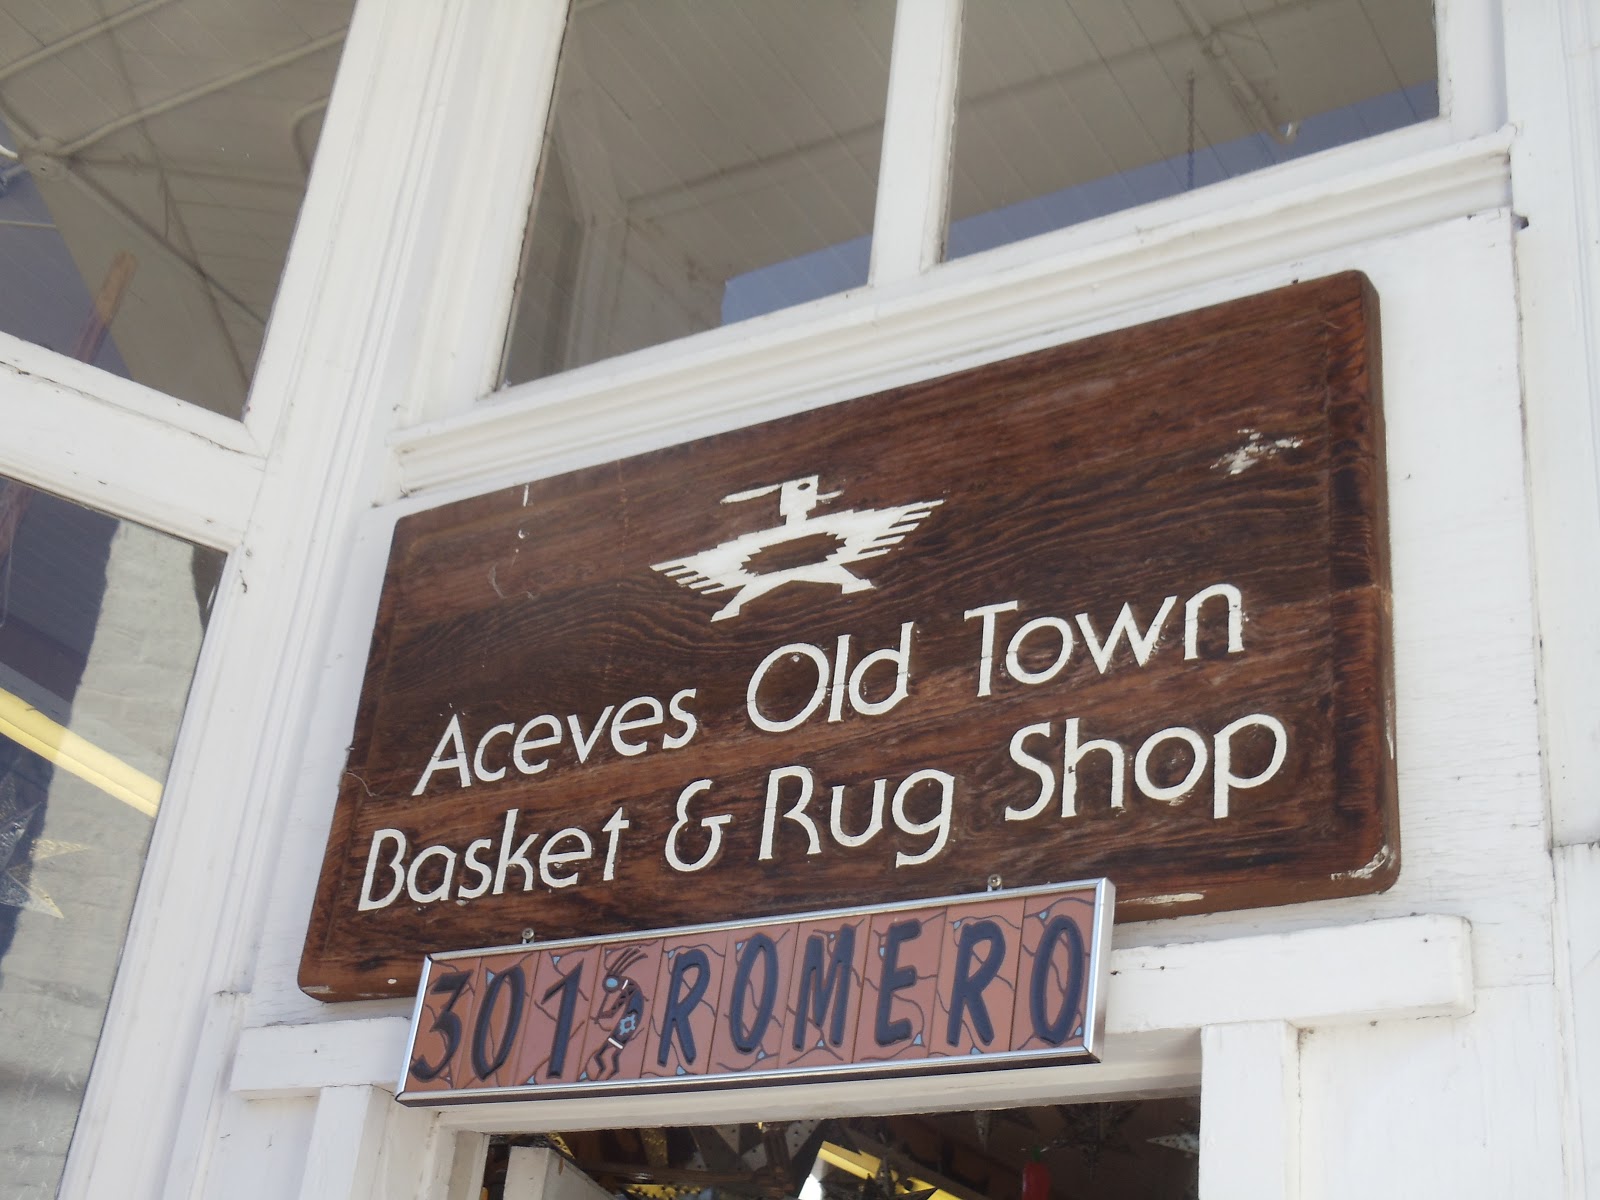 Aceves Old Town
Basket & Rug Shop
301 ROMERO